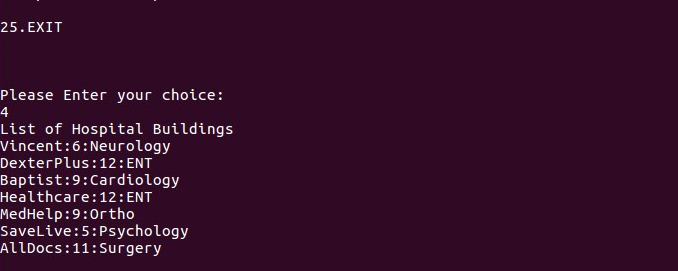 25.EXIT
Please Enter your choice:
4
List of Hospital Buildings
Vincent:6:Neurology
DexterPlus:12:ENT
Baptist:9:Cardiology
Healthcare:12:ENT
MedHelp:9:Ortho
SaveLive:5:Psychology
AllDocs:11:Surgery